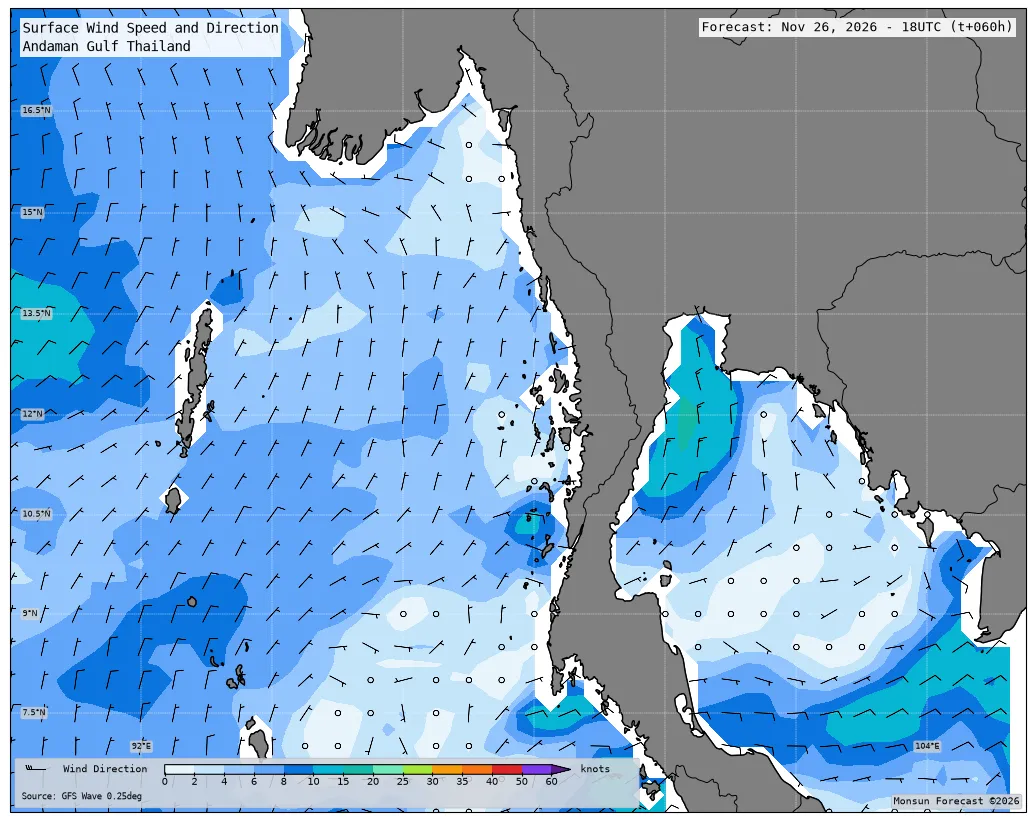 Surface Wind Speed and Direction
Andaman Gulf Thailand
Forecast: Nov 26, 2026 - 18UTC (t+060h)
16.5°N
15°N
13.5°N
12°N
10.5°N
9°N
7.5°N
92°E
104°E
Wind Direction
0 2 4 6 8 10 15 20 25 30 35 40 50 60
knots
Source: GFS Wave 0.25deg
Monsun Forecast ©2026